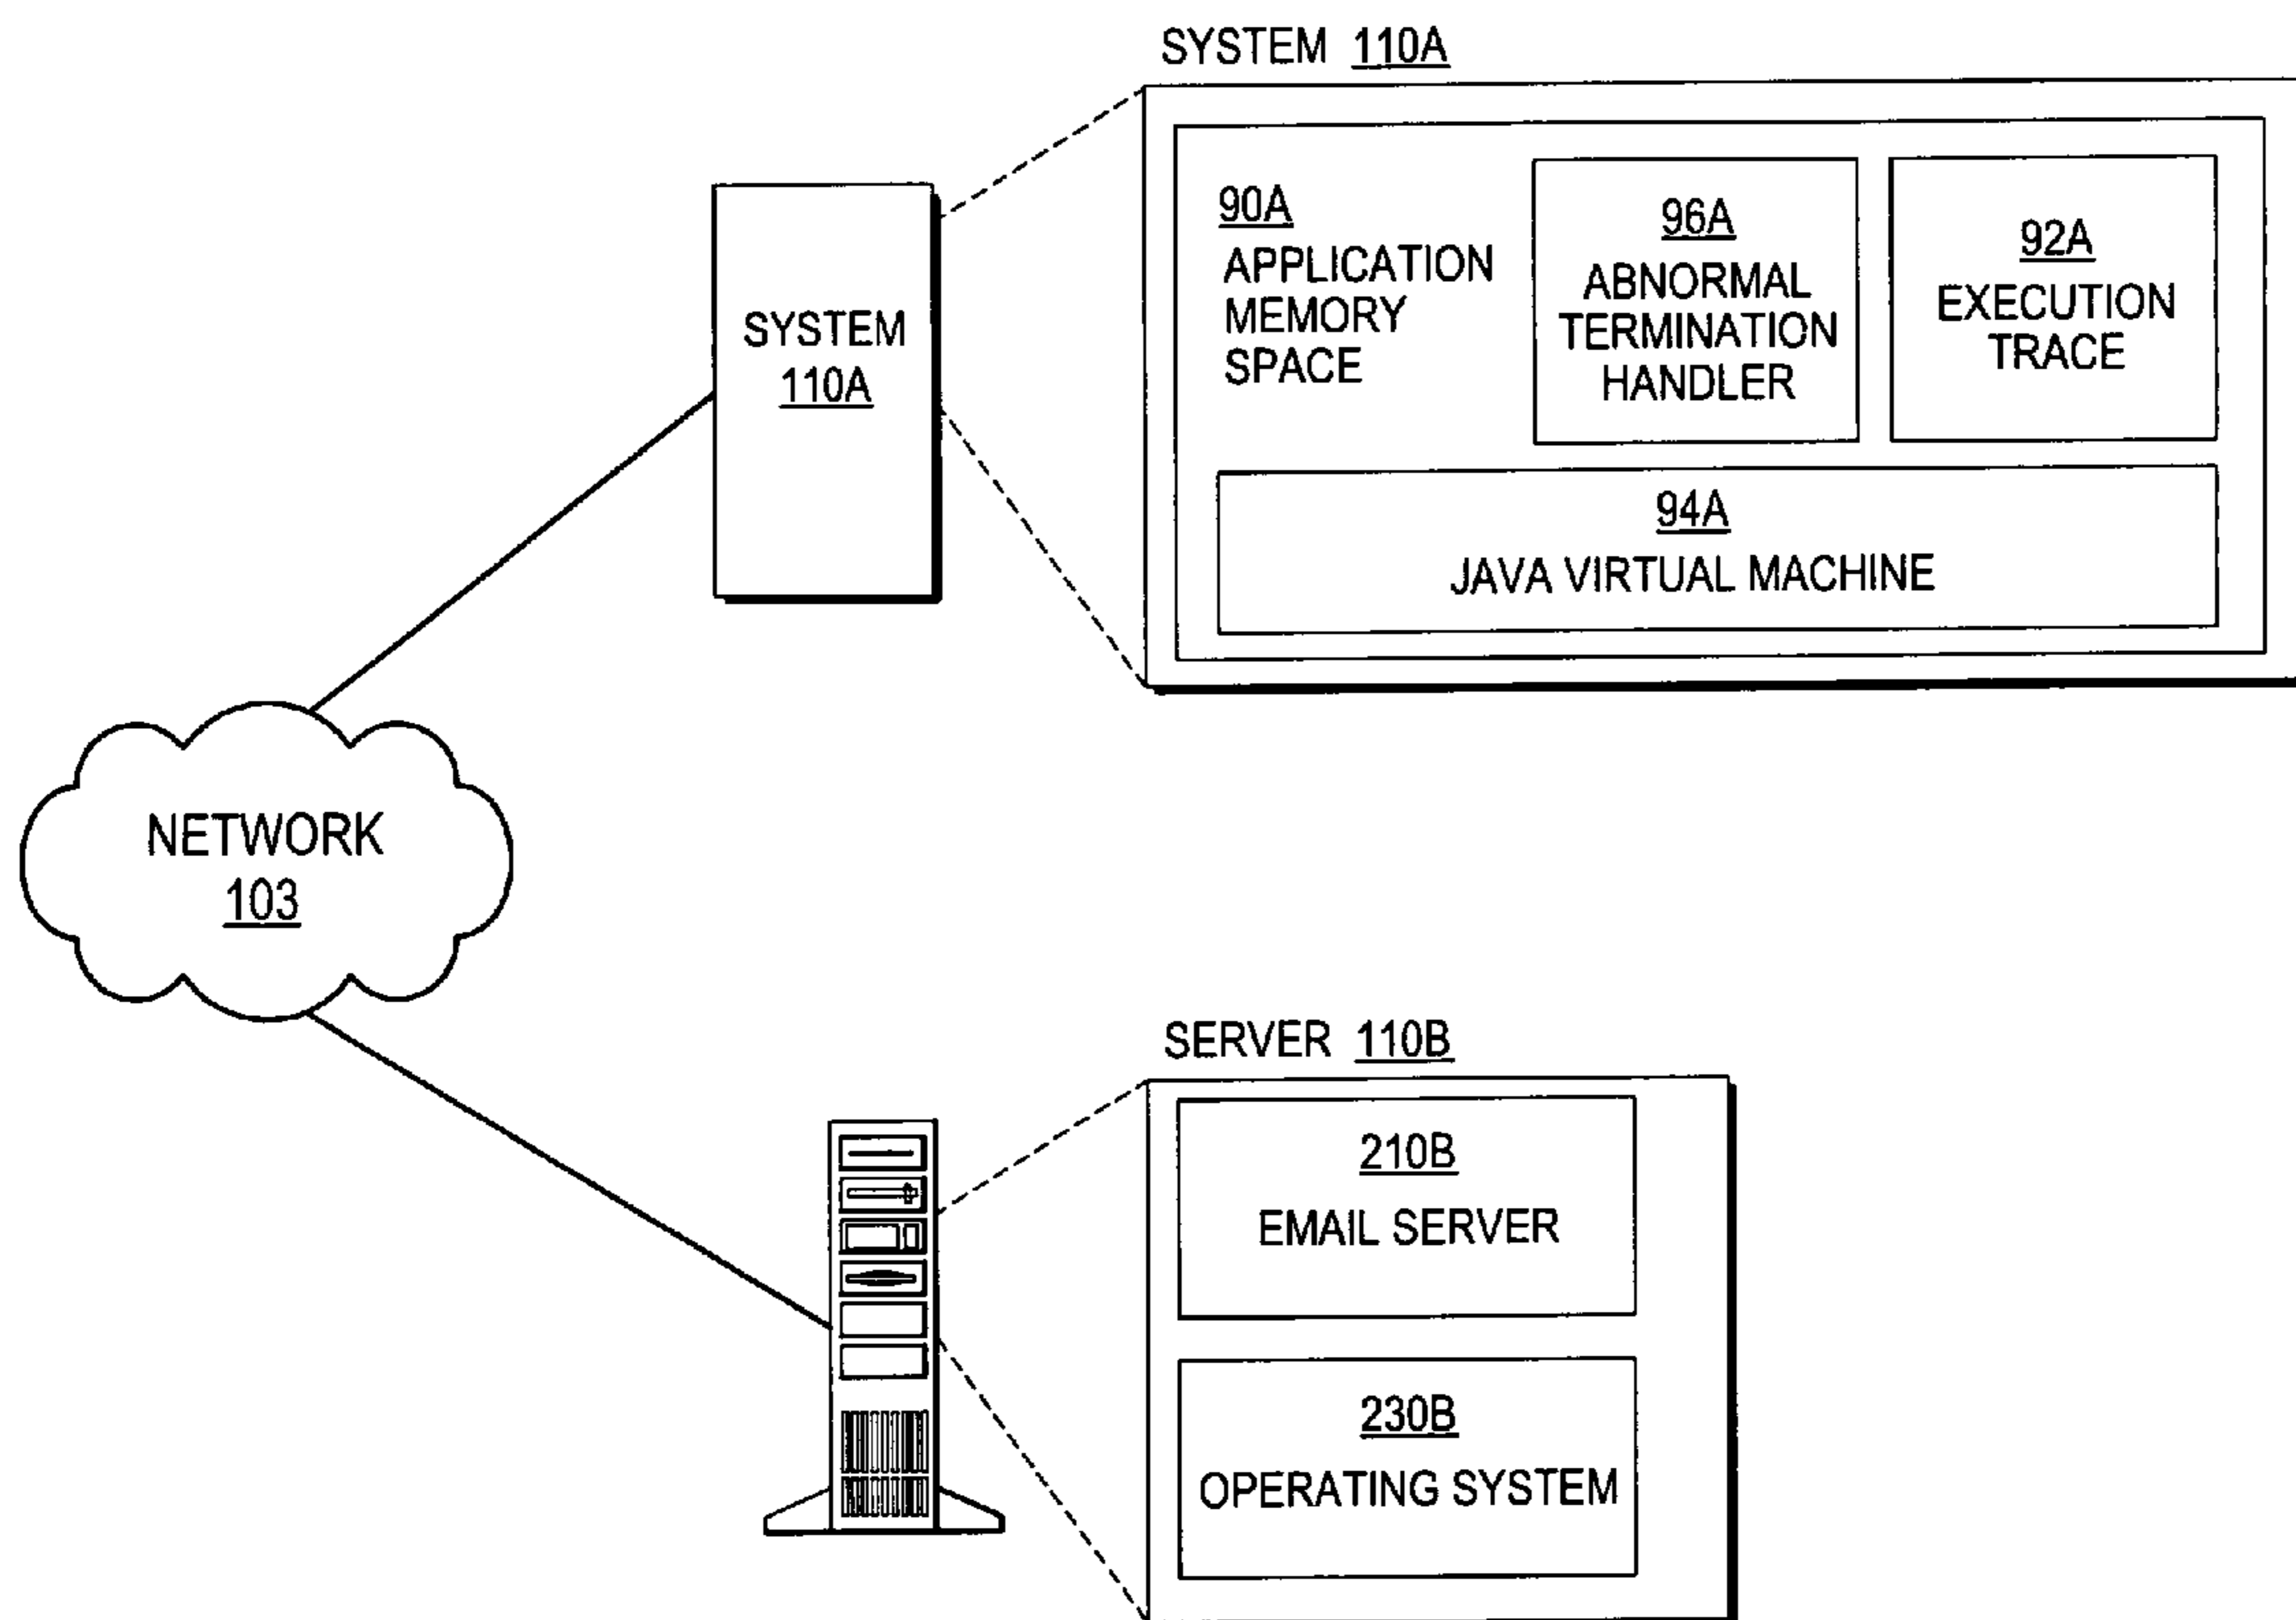 SYSTEM 110A
SYSTEM
110A
90A
APPLICATION
MEMORY
SPACE
96A
ABNORMAL
TERMINATION
HANDLER
92A
EXECUTION
TRACE
94A
JAVA VIRTUAL MACHINE
NETWORK
103
SERVER 110B
210B
EMAIL SERVER
230B
OPERATING SYSTEM